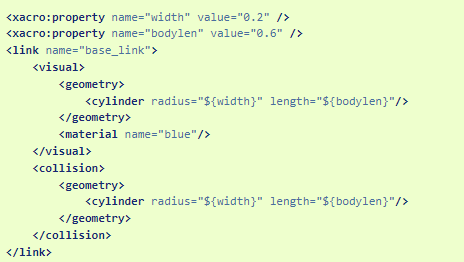 <xacro:property name="width" value="0.2" />
<xacro:property name="bodylen" value="0.6" />
<link name="base_link">
    <visual>
        <geometry>
            <cylinder radius="${width}" length="${bodylen}"/>
        </geometry>
        <material name="blue"/>
    </visual>
    <collision>
        <geometry>
            <cylinder radius="${width}" length="${bodylen}"/>
        </geometry>
    </collision>
</link>